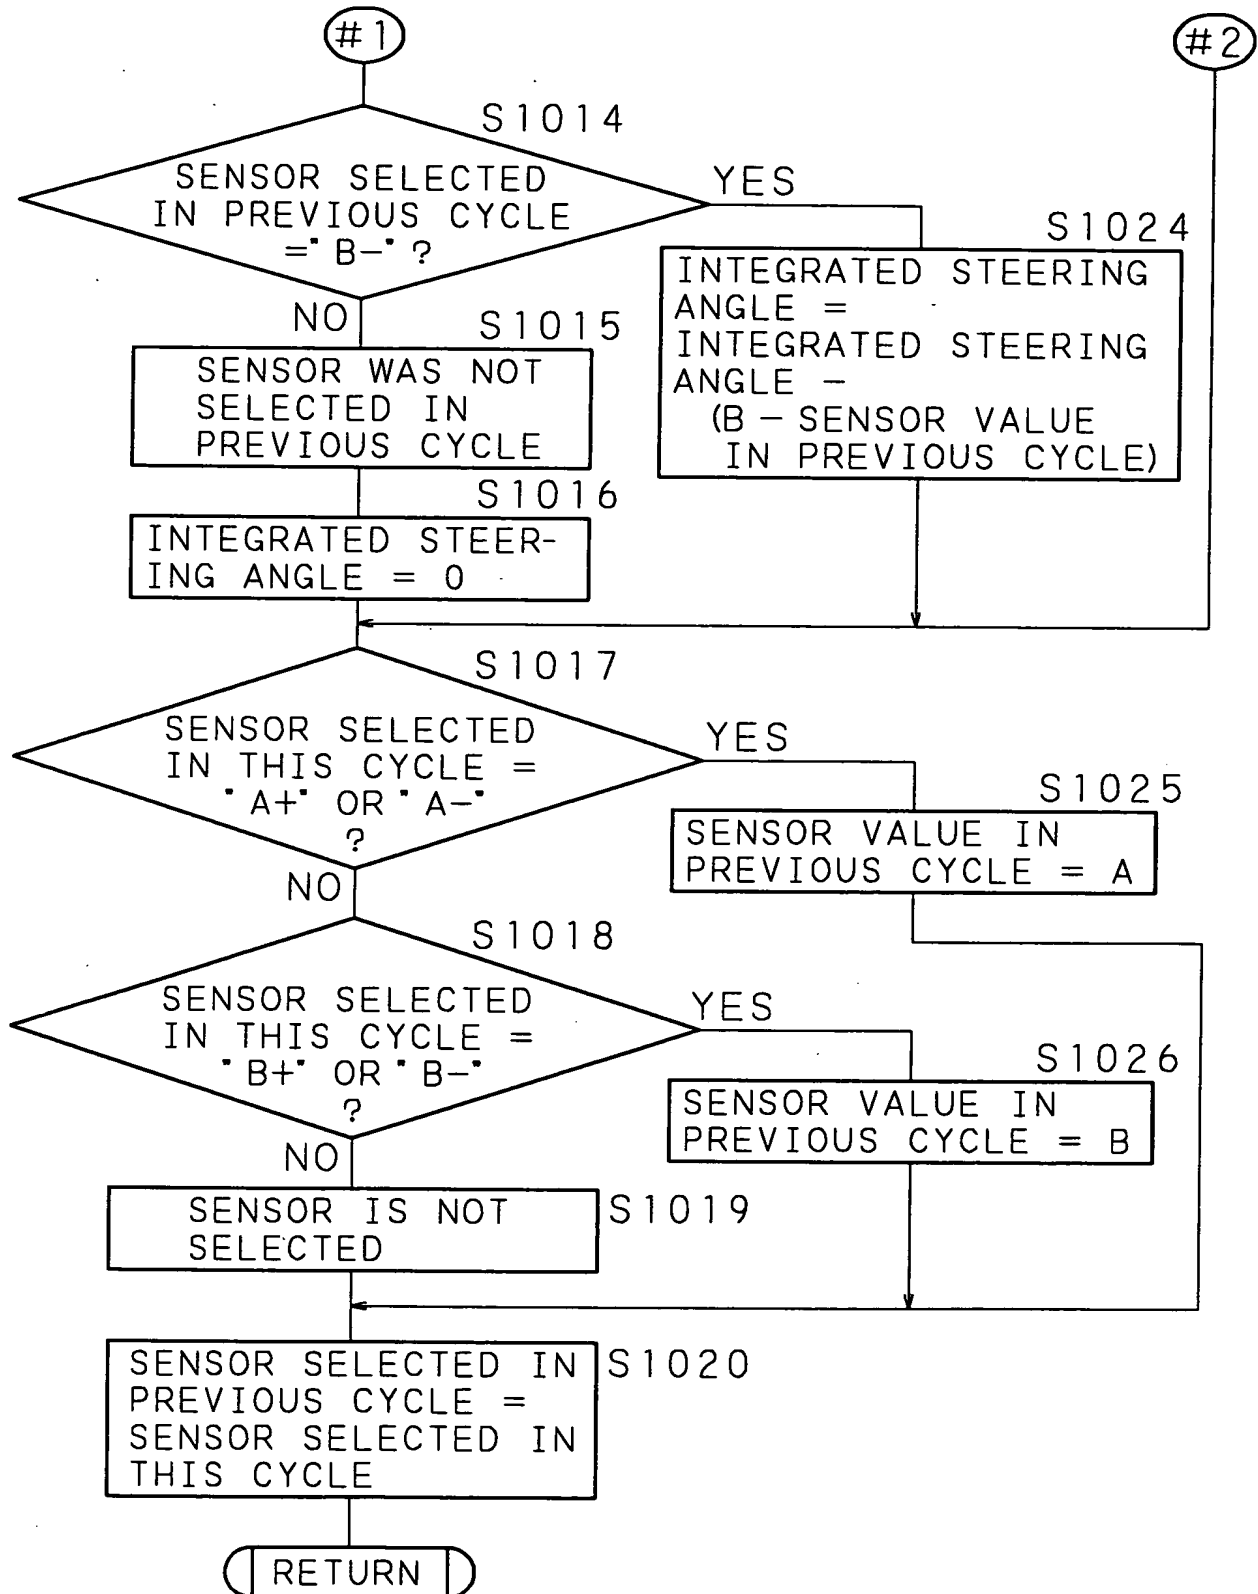 #1
#2
S1014
SENSOR SELECTED
IN PREVIOUS CYCLE
="B-"?
YES
NO
S1024
INTEGRATED STEERING
ANGLE =
INTEGRATED STEERING
ANGLE -
(B - SENSOR VALUE
IN PREVIOUS CYCLE)
S1015
SENSOR WAS NOT
SELECTED IN
PREVIOUS CYCLE
S1016
INTEGRATED STEER-
ING ANGLE = 0
S1017
SENSOR SELECTED
IN THIS CYCLE =
"A+" OR "A-"
?
YES
NO
S1025
SENSOR VALUE IN
PREVIOUS CYCLE = A
S1018
SENSOR SELECTED
IN THIS CYCLE =
"B+" OR "B-"
?
YES
NO
S1026
SENSOR VALUE IN
PREVIOUS CYCLE = B
SENSOR IS NOT
SELECTED
S1019
SENSOR SELECTED IN
PREVIOUS CYCLE =
SENSOR SELECTED IN
THIS CYCLE
S1020
RETURN